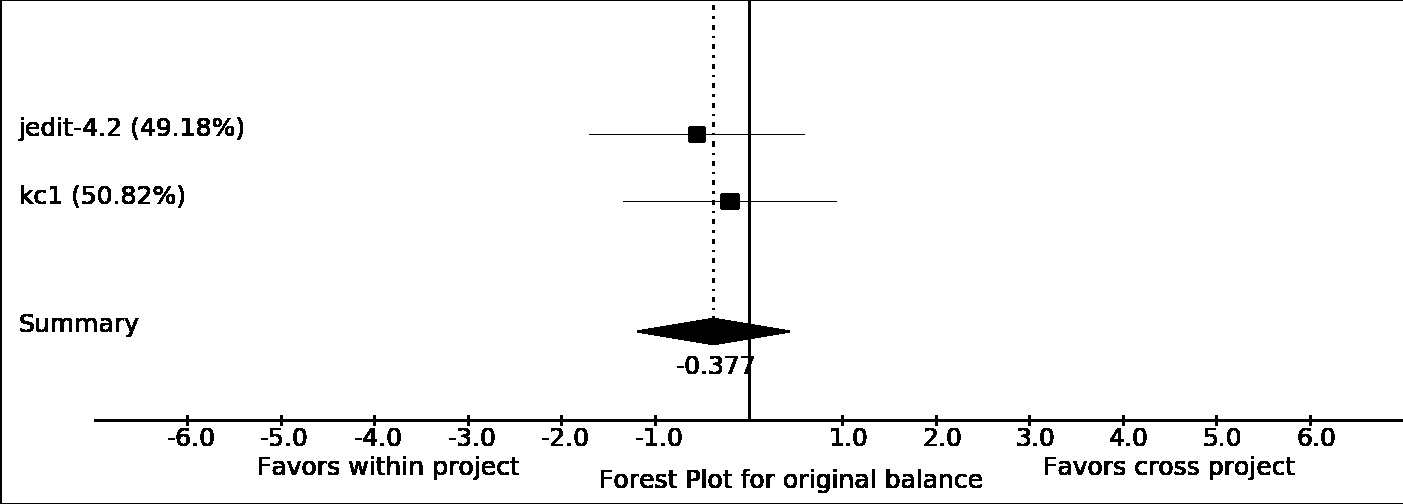 jedit-4.2 (49.18%)
kc1 (50.82%)
Summary
-0.377
-6.0 -5.0 -4.0 -3.0 -2.0 -1.0 1.0 2.0 3.0 4.0 5.0 6.0
Favors within project Forest Plot for original balance Favors cross project